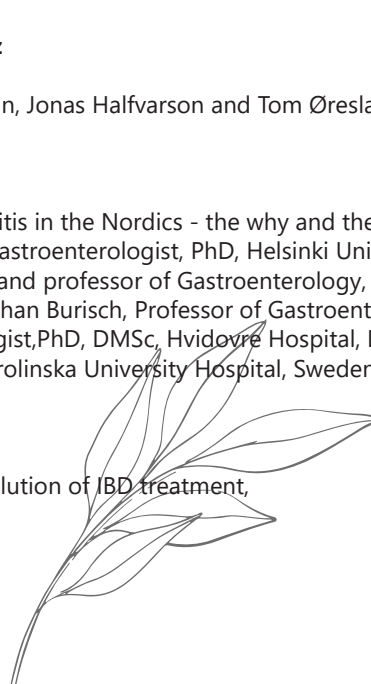 n, Jonas Halfvarson and Tom Øresla
itis in the Nordics - the why and the
astroenterologist, PhD, Helsinki Uni
and professor of Gastroenterology,
han Burisch, Professor of Gastroent
gist,PhD, DMSc, Hvidovre Hospital,
rolinska University Hospital, Sweden
lution of IBD treatment,